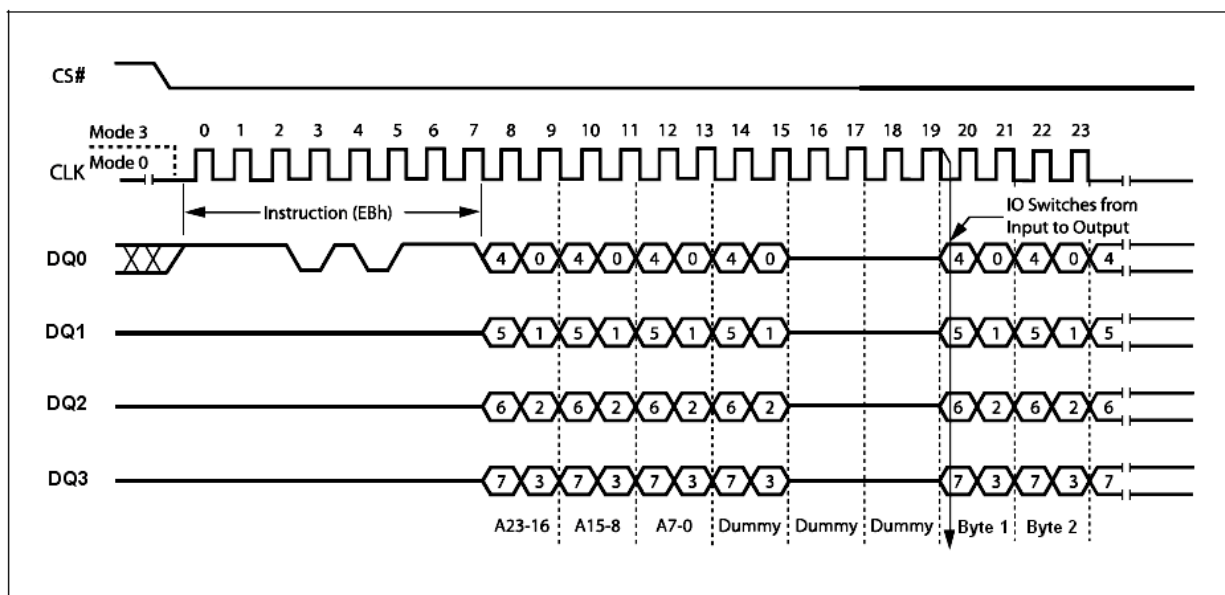 CS#
Mode 3
0 1 2 3 4 5 6 7 8 9 10 11 12 13 14 15 16 17 18 19 20 21 22 23
Mode 0
CLK
Instruction (EBh)
IO Switches from
Input to Output
DQ0 4 0 4 0 4 0 4 0 4 0 4 0 4
DQ1 5 1 5 1 5 1 5 1 5 1 5 1 5
DQ2 6 2 6 2 6 2 6 2 6 2 6 2 6
DQ3 7 3 7 3 7 3 7 3 7 3 7 3 7
A23-16 A15-8 A7-0 Dummy Dummy Dummy Byte 1 Byte 2